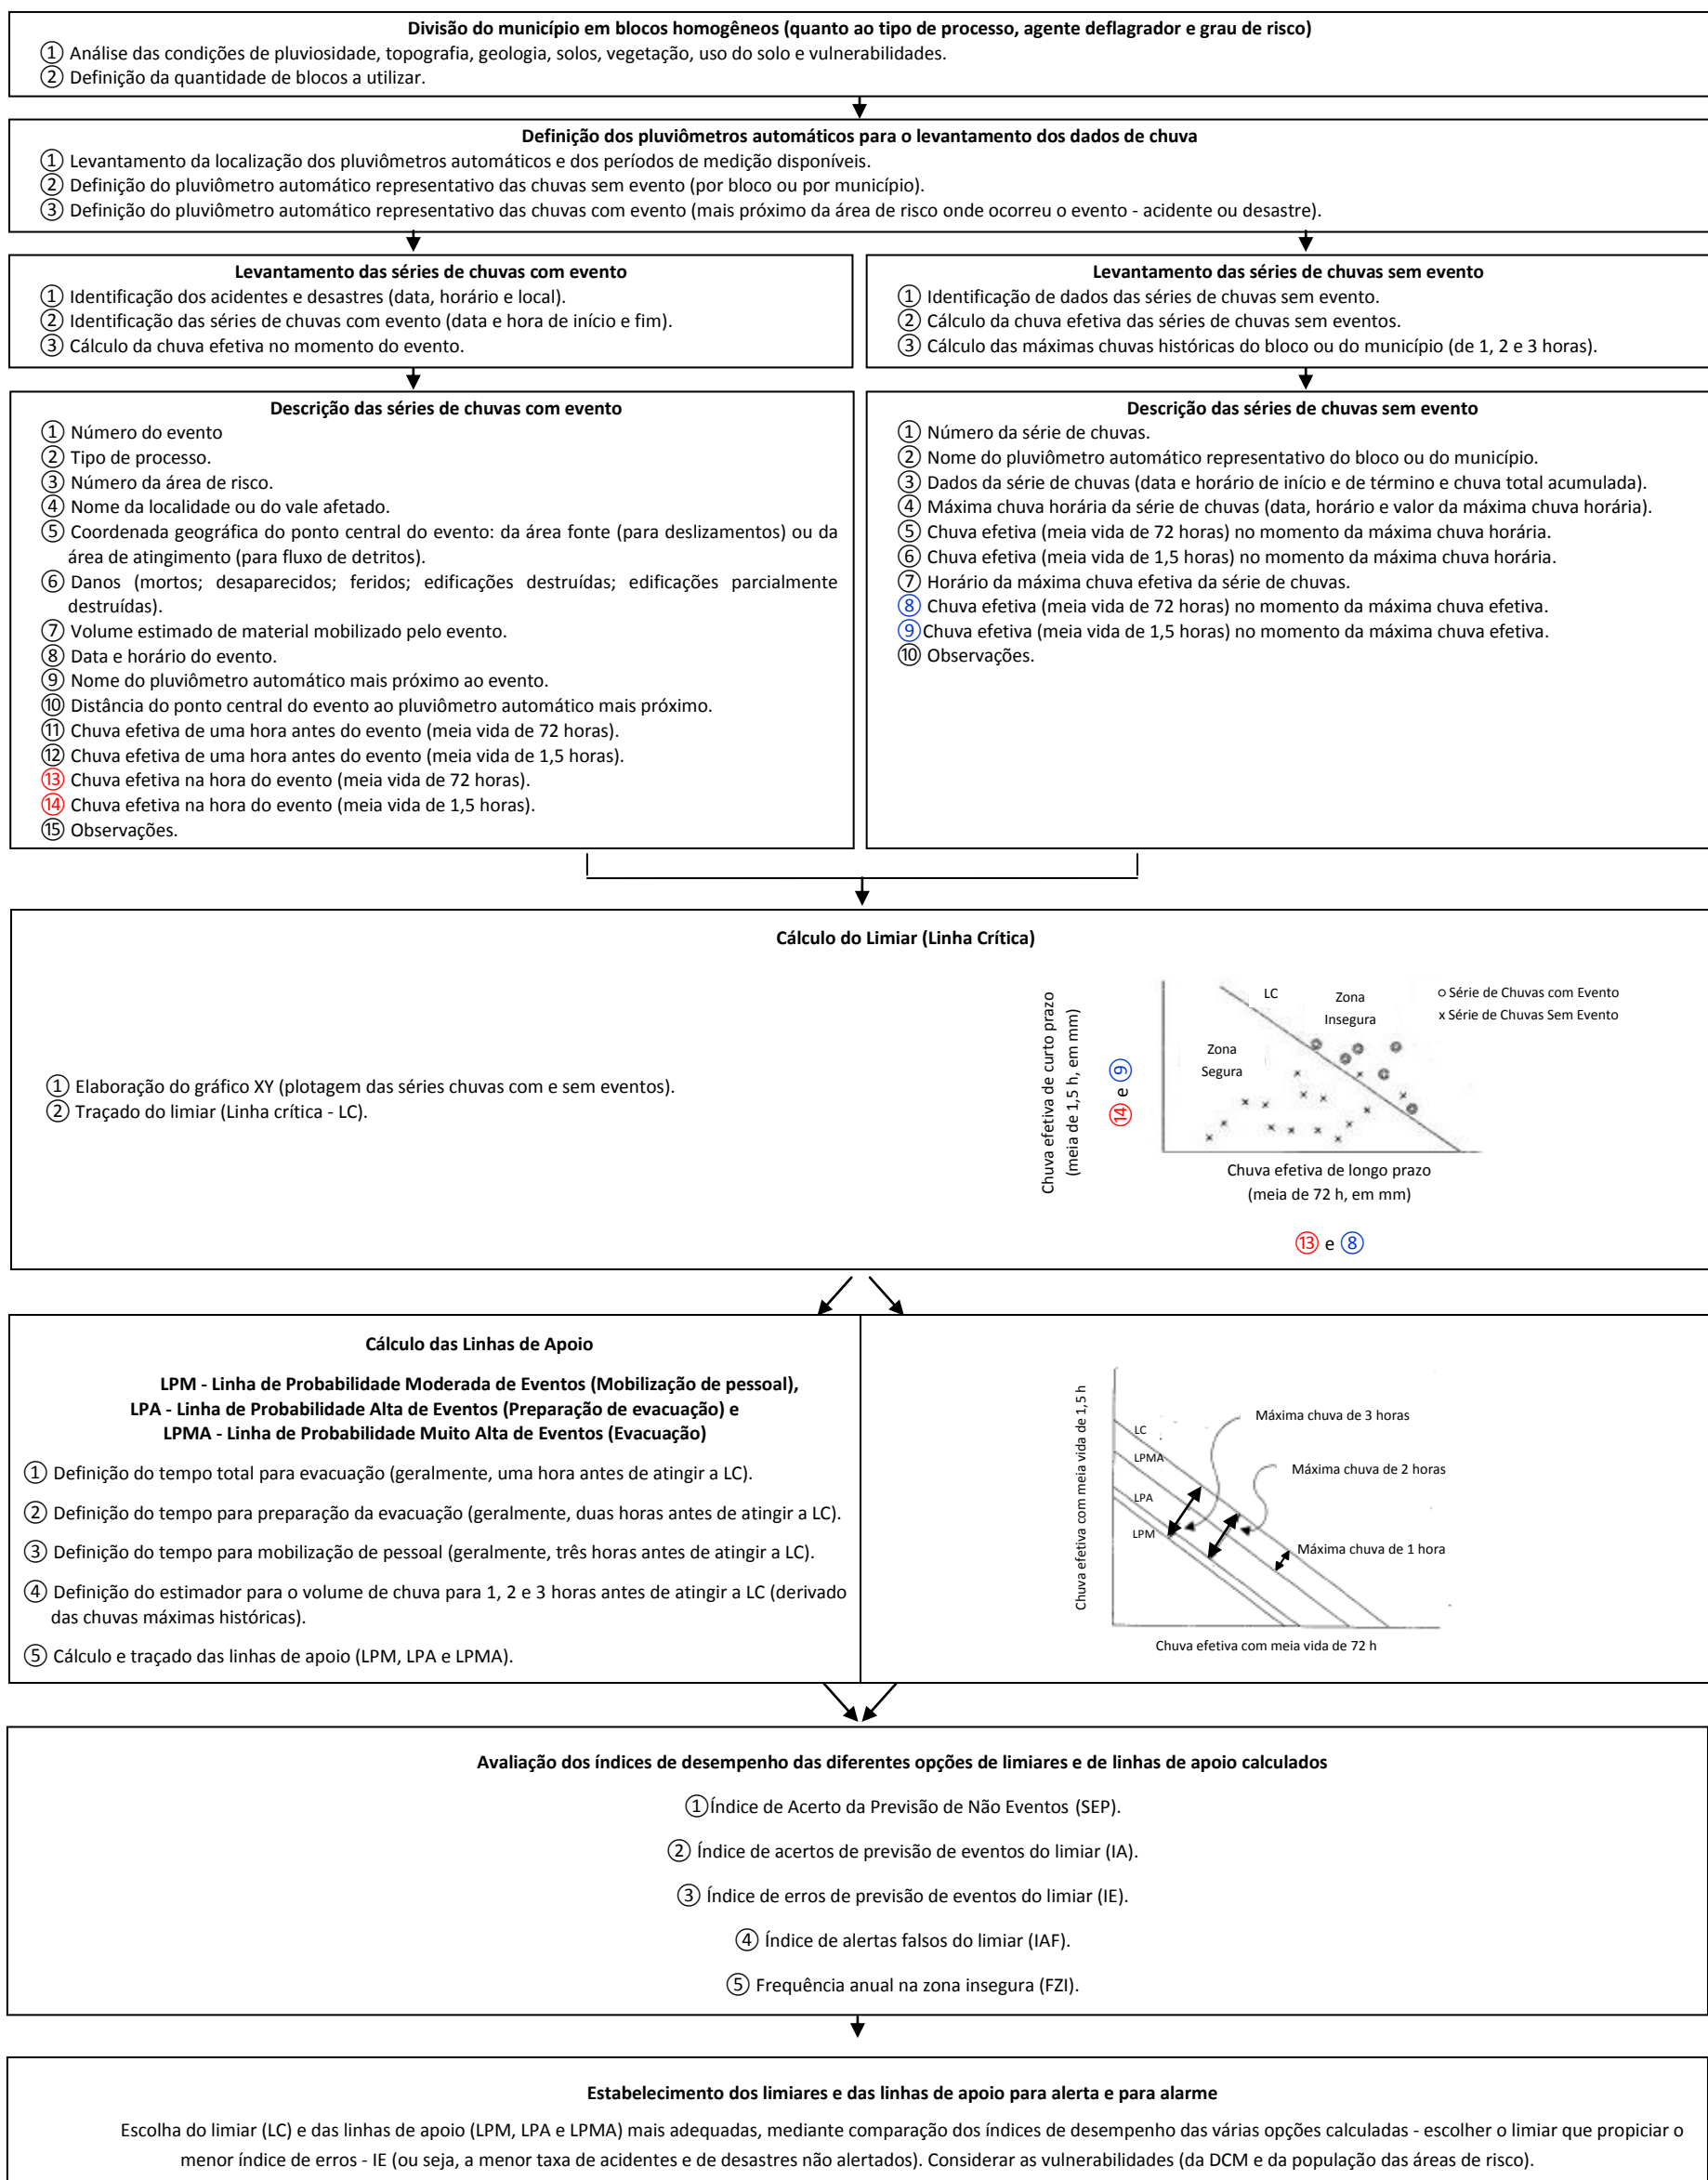 Divisão do município em blocos homogêneos (quanto ao tipo de processo, agente deflagrador e grau de risco)
① Análise das condições de pluviosidade, topografia, geologia, solos, vegetação, uso do solo e vulnerabilidades.
② Definição da quantidade de blocos a utilizar.
Definição dos pluviômetros automáticos para o levantamento dos dados de chuva
① Levantamento da localização dos pluviômetros automáticos e dos períodos de medição disponíveis.
② Definição do pluviômetro automático representativo das chuvas sem evento (por bloco ou por município).
③ Definição do pluviômetro automático representativo das chuvas com evento (mais próximo da área de risco onde ocorreu o evento - acidente ou desastre).
Levantamento das séries de chuvas com evento
① Identificação dos acidentes e desastres (data, horário e local).
② Identificação das séries de chuvas com evento (data e hora de início e fim).
③ Cálculo da chuva efetiva no momento do evento.
Levantamento das séries de chuvas sem evento
① Identificação de dados das séries de chuvas sem evento.
② Cálculo da chuva efetiva das séries de chuvas sem eventos.
③ Cálculo das máximas chuvas históricas do bloco ou do município (de 1, 2 e 3 horas).
Descrição das séries de chuvas com evento
① Número do evento
② Tipo de processo.
③ Número da área de risco.
④ Nome da localidade ou do vale afetado.
⑤ Coordenada geográfica do ponto central do evento: da área fonte (para deslizamentos) ou da
área de atingimento (para fluxo de detritos).
⑥ Danos (mortos; desaparecidos; feridos; edificações destruídas; edificações parcialmente
destruídas).
⑦ Volume estimado de material mobilizado pelo evento.
⑧ Data e horário do evento.
⑨ Nome do pluviômetro automático mais próximo ao evento.
⑩ Distância do ponto central do evento ao pluviômetro automático mais próximo.
⑪ Chuva efetiva de uma hora antes do evento (meia vida de 72 horas).
⑫ Chuva efetiva de uma hora antes do evento (meia vida de 1,5 horas).
⑬ Chuva efetiva na hora do evento (meia vida de 72 horas).
⑭ Chuva efetiva na hora do evento (meia vida de 1,5 horas).
⑮ Observações.
Descrição das séries de chuvas sem evento
① Número da série de chuvas.
② Nome do pluviômetro automático representativo do bloco ou do município.
③ Dados da série de chuvas (data e horário de início e de término e chuva total acumulada).
④ Máxima chuva horária da série de chuvas (data, horário e valor da máxima chuva horária).
⑤ Chuva efetiva (meia vida de 72 horas) no momento da máxima chuva horária.
⑥ Chuva efetiva (meia vida de 1,5 horas) no momento da máxima chuva horária.
⑦ Horário da máxima chuva efetiva da série de chuvas.
⑧ Chuva efetiva (meia vida de 72 horas) no momento da máxima chuva efetiva.
⑨Chuva efetiva (meia vida de 1,5 horas) no momento da máxima chuva efetiva.
⑩ Observações.
Cálculo do Limiar (Linha Crítica)
① Elaboração do gráfico XY (plotagem das séries chuvas com e sem eventos).
② Traçado do limiar (Linha crítica - LC).
Chuva efetiva de curto prazo
(meia de 1,5 h, em mm)
⑭ e ⑨
LC
Zona
Insegura
Zona
Segura
o Série de Chuvas com Evento
x Série de Chuvas Sem Evento
Chuva efetiva de longo prazo
(meia de 72 h, em mm)
⑬ e ⑧
Cálculo das Linhas de Apoio
LPM - Linha de Probabilidade Moderada de Eventos (Mobilização de pessoal),
LPA - Linha de Probabilidade Alta de Eventos (Preparação de evacuação) e
LPMA - Linha de Probabilidade Muito Alta de Eventos (Evacuação)
① Definição do tempo total para evacuação (geralmente, uma hora antes de atingir a LC).
② Definição do tempo para preparação da evacuação (geralmente, duas horas antes de atingir a LC).
③ Definição do tempo para mobilização de pessoal (geralmente, três horas antes de atingir a LC).
④ Definição do estimador para o volume de chuva para 1, 2 e 3 horas antes de atingir a LC (derivado
das chuvas máximas históricas).
⑤ Cálculo e traçado das linhas de apoio (LPM, LPA e LPMA).
Chuva efetiva com meia vida de 1,5 h
LC
LPMA
LPA
LPM
Máxima chuva de 3 horas
Máxima chuva de 2 horas
Máxima chuva de 1 hora
Chuva efetiva com meia vida de 72 h
Avaliação dos índices de desempenho das diferentes opções de limiares e de linhas de apoio calculados
①Índice de Acerto da Previsão de Não Eventos (SEP).
② Índice de acertos de previsão de eventos do limiar (IA).
③ Índice de erros de previsão de eventos do limiar (IE).
④ Índice de alertas falsos do limiar (IAF).
⑤ Frequência anual na zona insegura (FZI).
Estabelecimento dos limiares e das linhas de apoio para alerta e para alarme
Escolha do limiar (LC) e das linhas de apoio (LPM, LPA e LPMA) mais adequadas, mediante comparação dos índices de desempenho das várias opções calculadas - escolher o limiar que propiciar o
menor índice de erros - IE (ou seja, a menor taxa de acidentes e de desastres não alertados). Considerar as vulnerabilidades (da DCM e da população das áreas de risco).